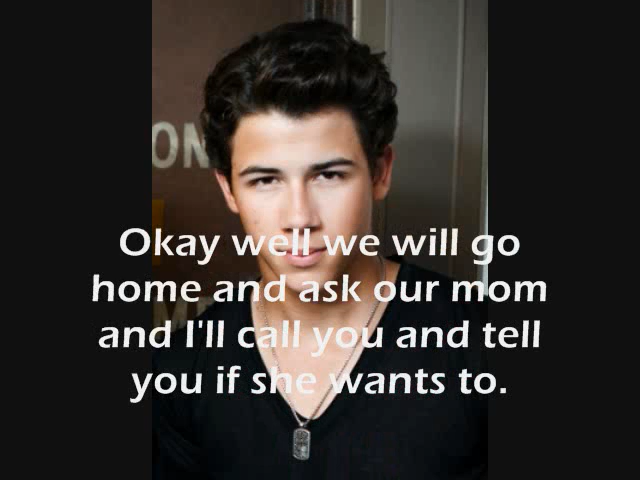 ON
Okay well we will go
home and ask our mom
and I'll call you and tell
you if she wants to.